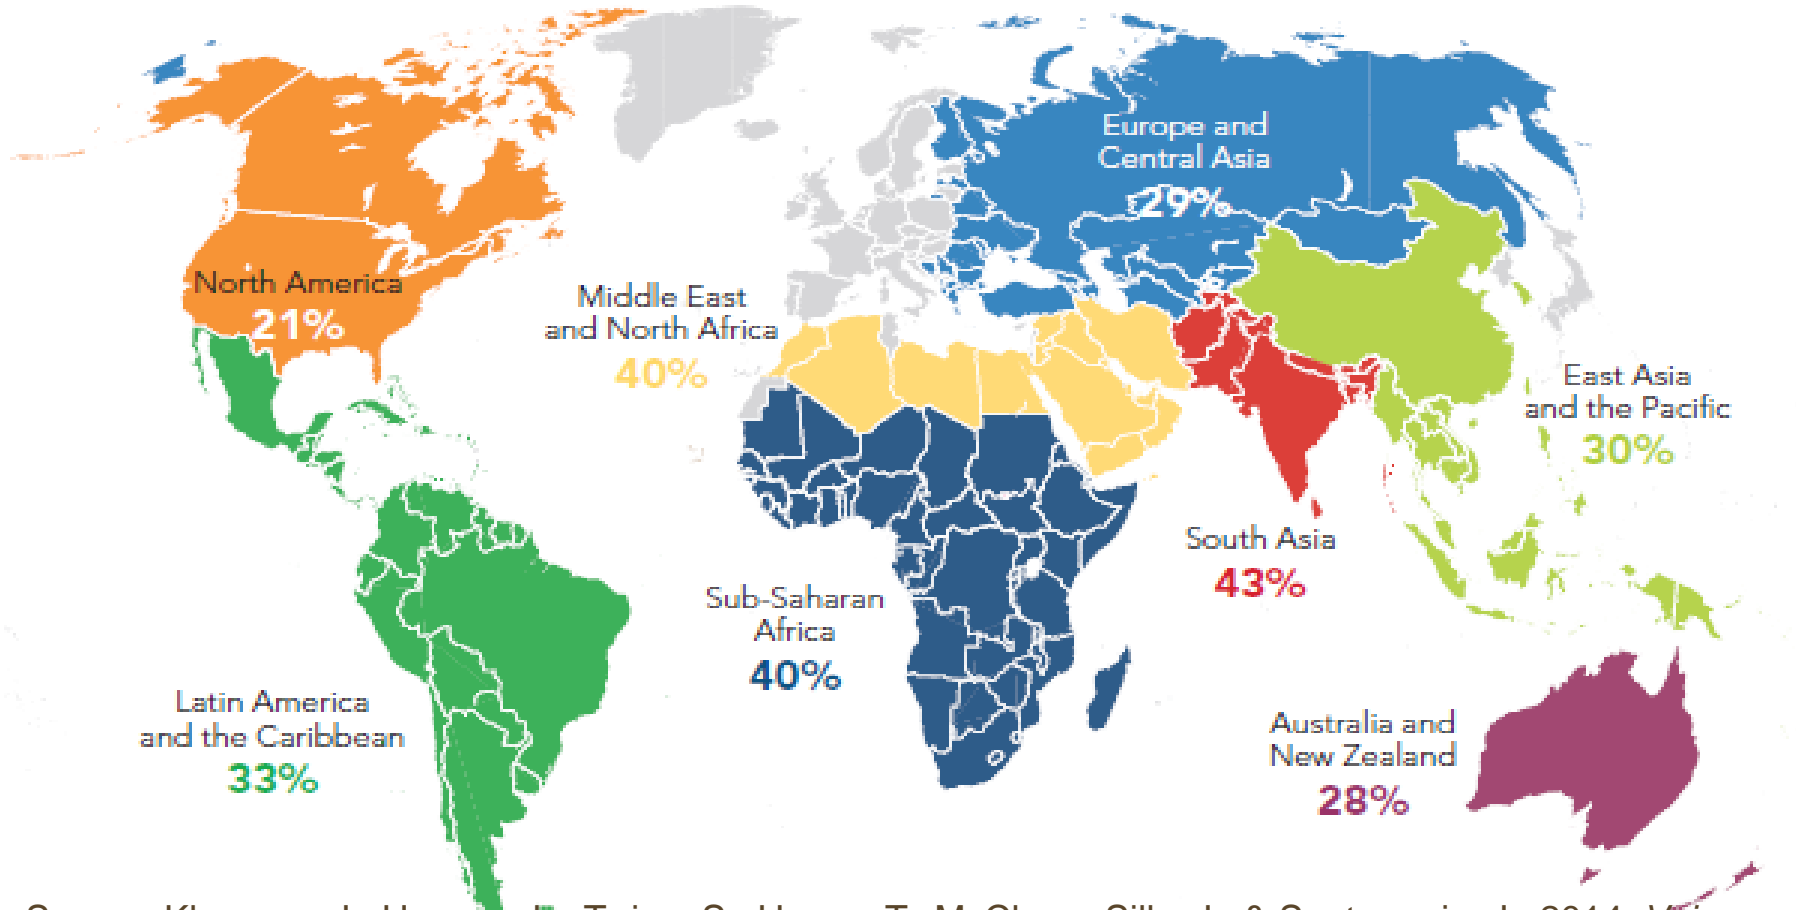 Europe and
Central Asia
29%
North America
21%
Middle East
and North Africa
40%
East Asia
and the Pacific
30%
South Asia
43%
Sub-Saharan
Africa
40%
Latin America
and the Caribbean
33%
Australia and
New Zealand
28%